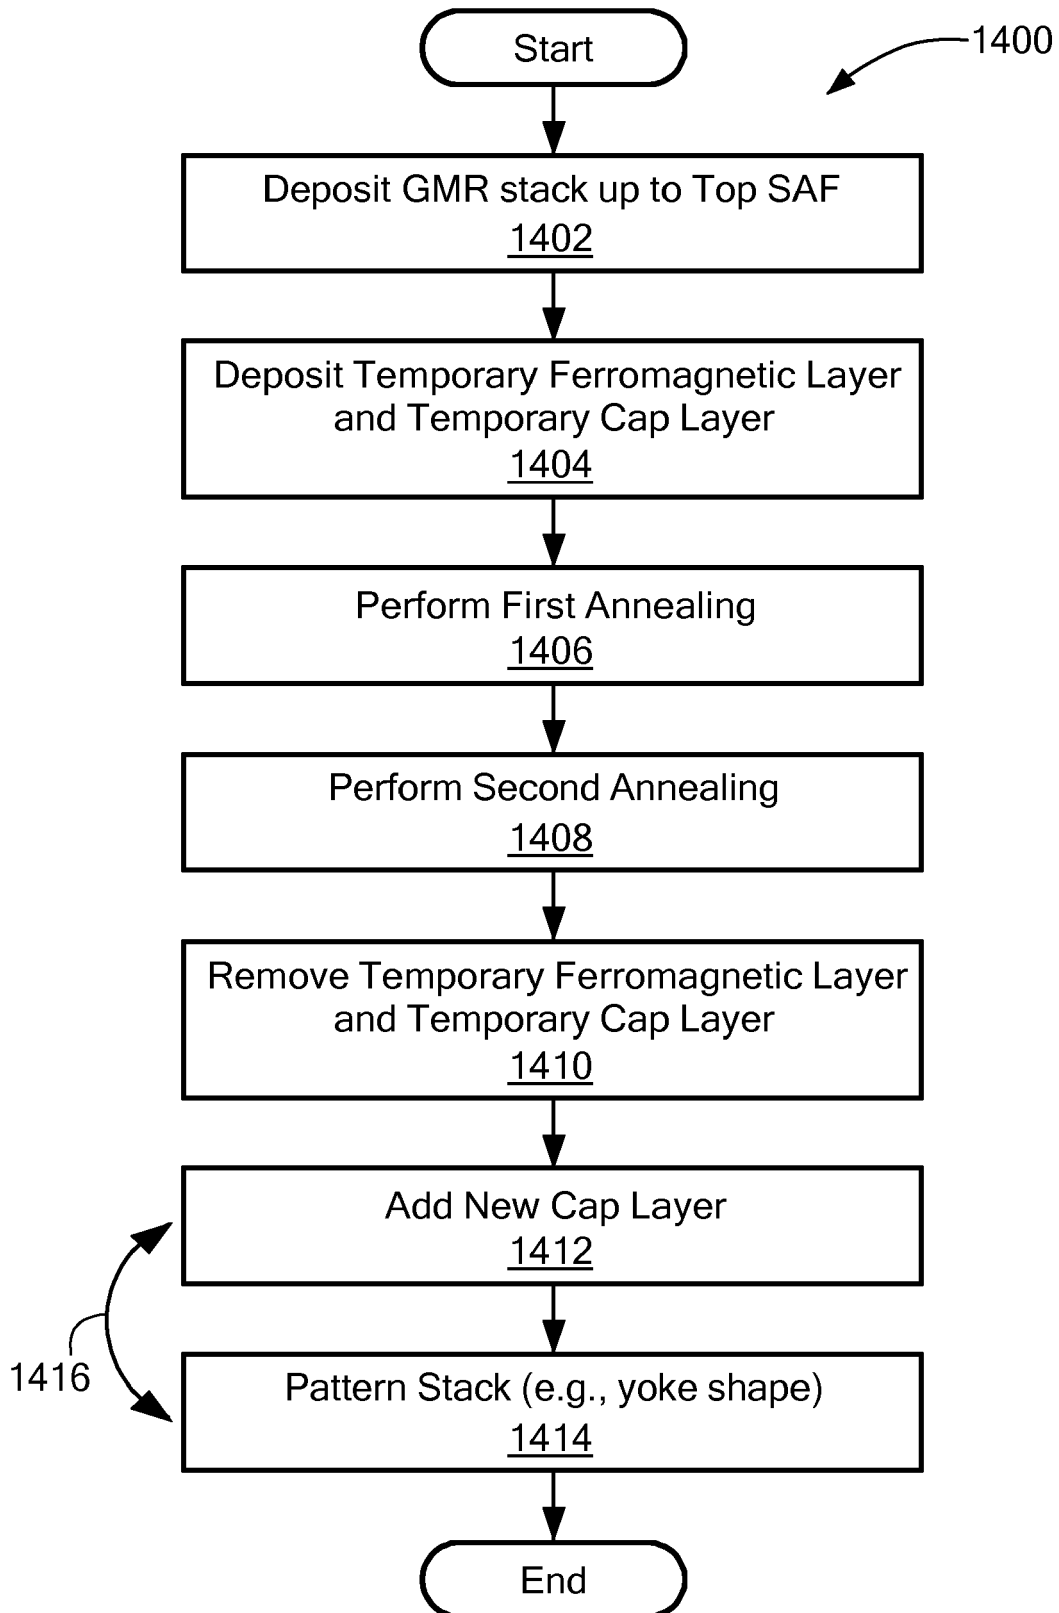 Start
1400
Deposit GMR stack up to Top SAF
1402
Deposit Temporary Ferromagnetic Layer
and Temporary Cap Layer
1404
Perform First Annealing
1406
Perform Second Annealing
1408
Remove Temporary Ferromagnetic Layer
and Temporary Cap Layer
1410
Add New Cap Layer
1412
1416
Pattern Stack (e.g., yoke shape)
1414
End